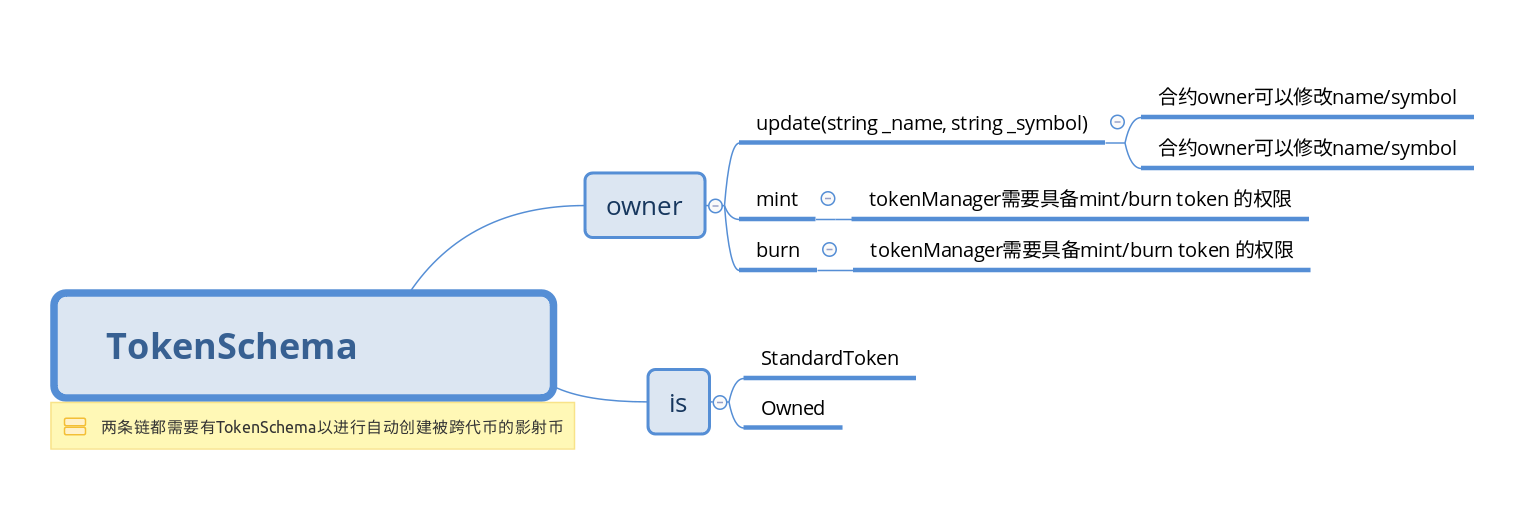 合约owner可以修改name/symbol
update(string _name, string _symbol)
合约owner可以修改name/symbol
owner
mint
tokenManager需要具备mint/burn token 的权限
burn
tokenManager需要具备mint/burn token 的权限
TokenSchema
两条链都需要有TokenSchema以进行自动创建被跨代币的影射币
is
StandardToken
Owned